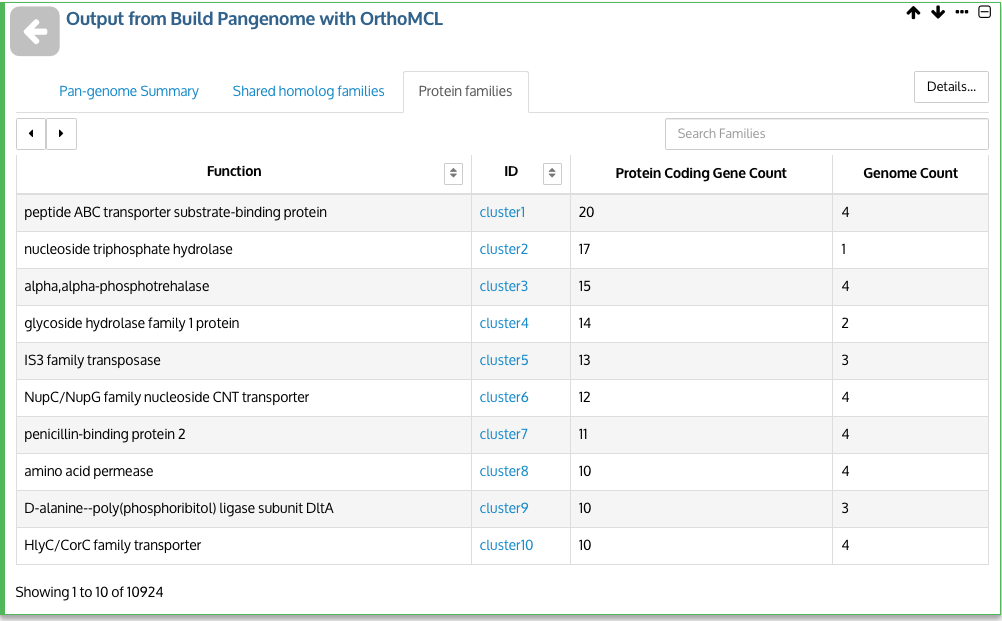 Output from Build Pangenome with OrthoMCL
Pan-genome Summary Shared homolog families Protein families Details...
Search Families
Function ID Protein Coding Gene Count Genome Count
peptide ABC transporter substrate-binding protein cluster1 20 4
nucleoside triphosphate hydrolase cluster2 17 1
alpha,alpha-phosphotrehalase cluster3 15 4
glycoside hydrolase family 1 protein cluster4 14 2
IS3 family transposase cluster5 13 3
NupC/NupG family nucleoside CNT transporter cluster6 12 4
penicillin-binding protein 2 cluster7 11 4
amino acid permease cluster8 10 4
D-alanine--poly(phosphoribitol) ligase subunit DltA cluster9 10 3
HlyC/CorC family transporter cluster10 10 4
Showing 1 to 10 of 10924